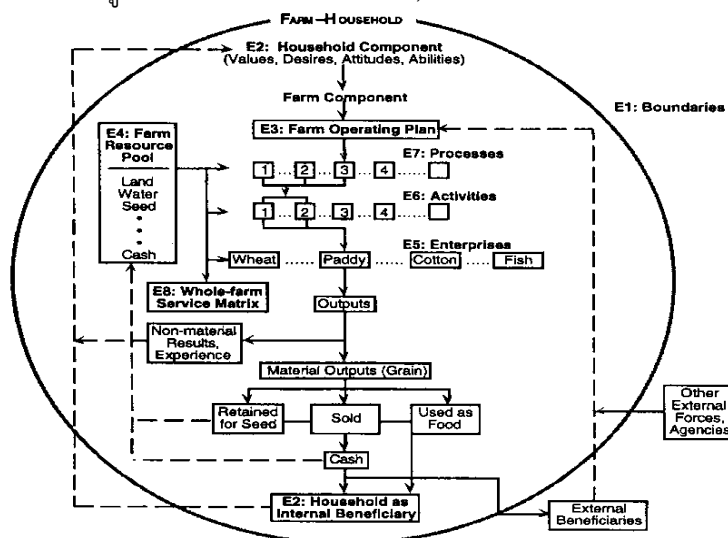 FARM–HOUSEHOLD
E2: Household Component
(Values, Desires, Attitudes, Abilities)
Farm Component
E1: Boundaries
E3: Farm Operating Plan
E4: Farm
Resource
Pool
Land
Water
Seed
Cash
E7: Processes
1 2 3 4
E6: Activities
1 2 3 4
E5: Enterprises
Wheat Paddy Cotton Fish
E8: Whole-farm
Service Matrix
Outputs
Non-material
Results,
Experience
Material Outputs (Grain)
Retained
for Seed
Sold
Used as
Food
Other
External
Forces,
Agencies
Cash
E2: Household as
Internal Beneficiary
External
Beneficiaries